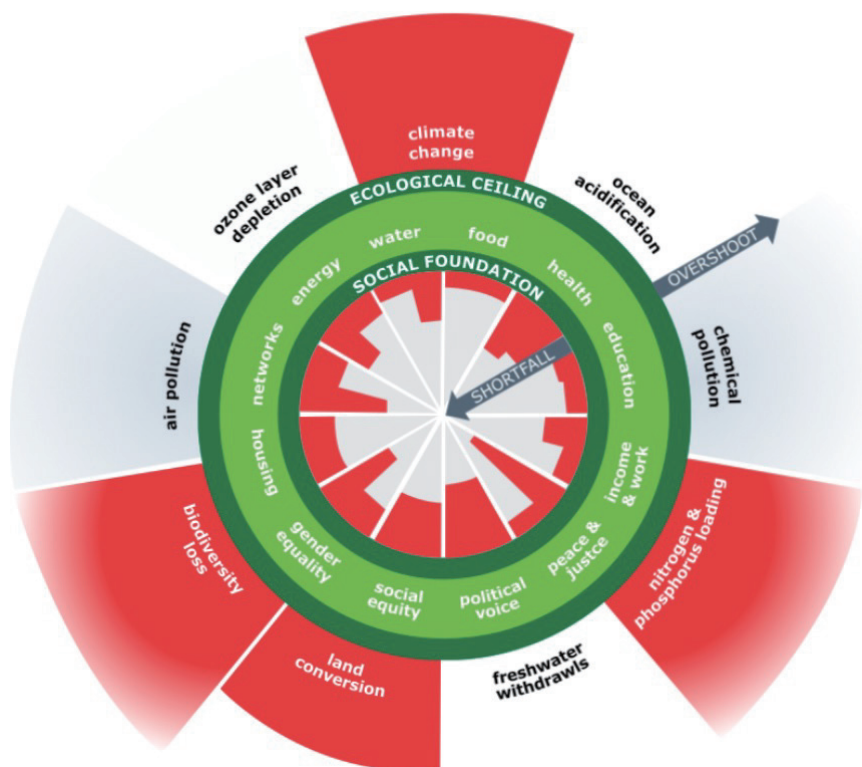 climate
change
ozone layer
depletion
ocean
acidification
ECOLOGICAL CEILING
OVERSHOOT
water
food
energy
health
SOCIAL FOUNDATION
air pollution
networks
education
chemical
pollution
SHORTFALL
housing
income
& work
biodiversity
loss
gender
equality
peace &
justce
nitrogen &
phosphorus loading
social
equity
political
voice
land
conversion
freshwater
withdrawls